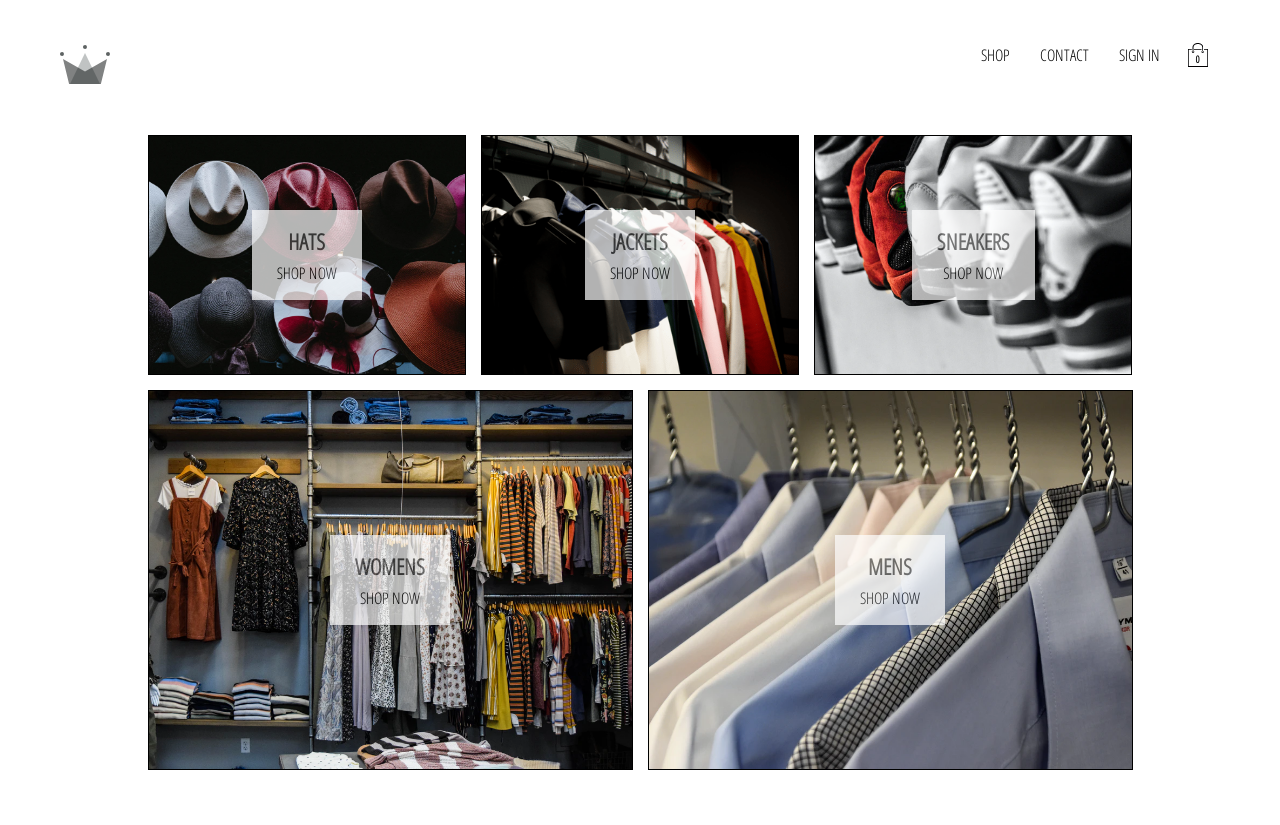 SHOP
CONTACT
SIGN IN
0
HATS
SHOP NOW
JACKETS
SHOP NOW
SNEAKERS
SHOP NOW
WOMENS
SHOP NOW
MENS
SHOP NOW